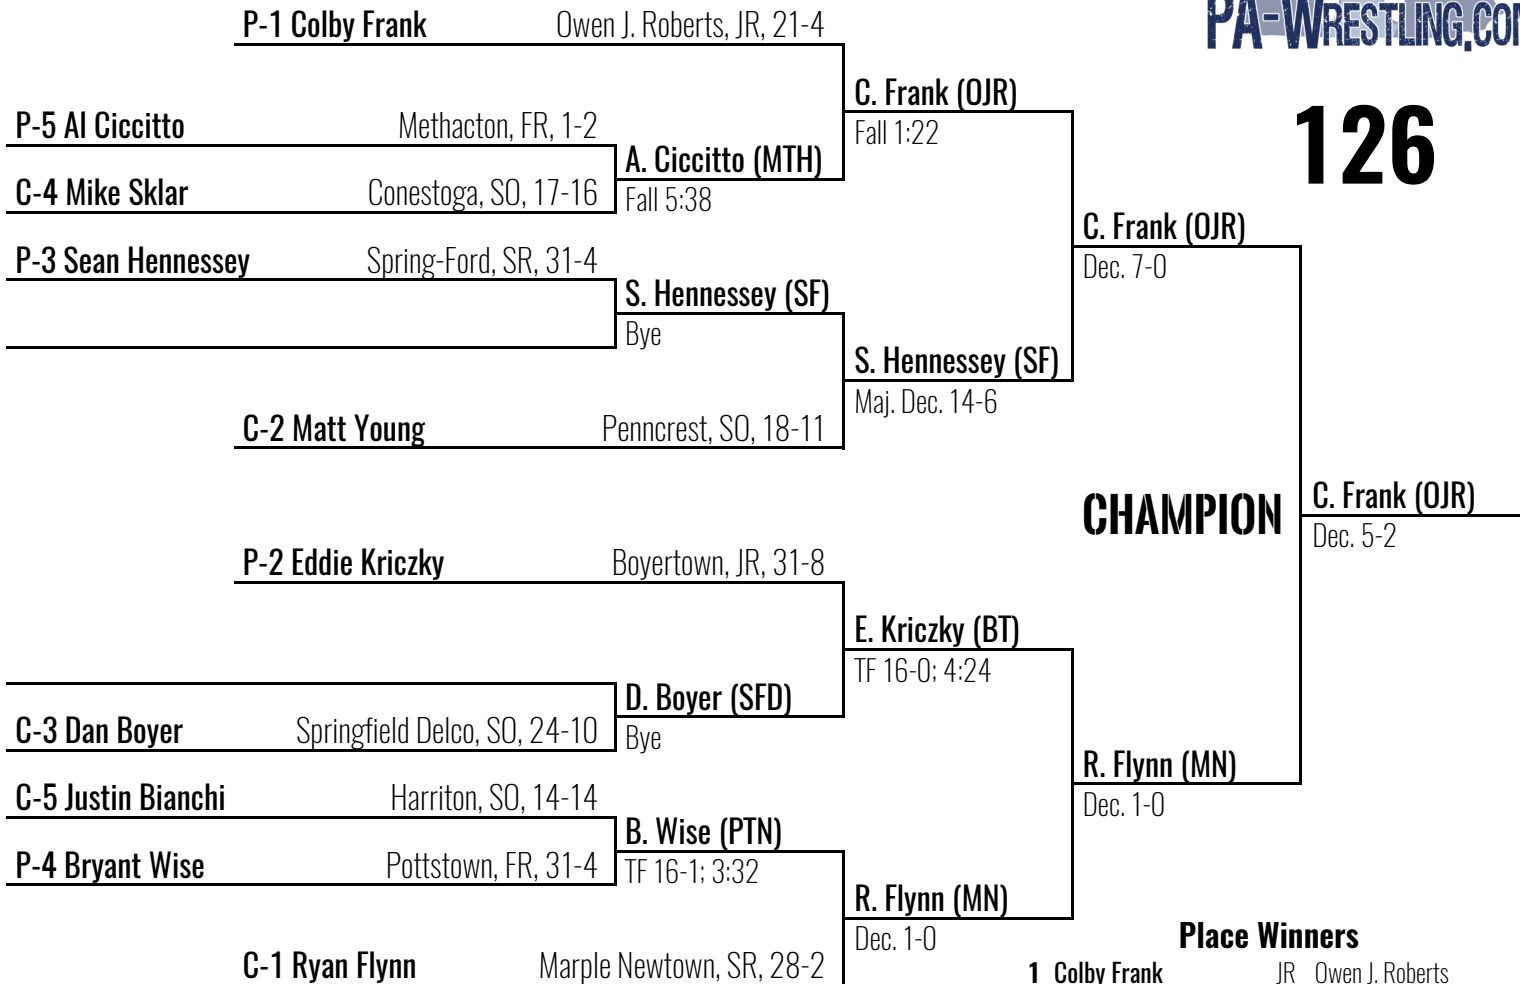 P-1 Colby Frank Owen J. Roberts, JR, 21-4
PA-WRESTLING.COM
C. Frank (OJR)
Fall 1:22
126
P-5 Al Ciccitto Methacton, FR, 1-2
A. Ciccitto (MTH)
Fall 5:38
C-4 Mike Sklar Conestoga, SO, 17-16
C. Frank (OJR)
Dec. 7-0
P-3 Sean Hennessey Spring-Ford, SR, 31-4
S. Hennessey (SF)
Bye
S. Hennessey (SF)
Maj. Dec. 14-6
C-2 Matt Young Penncrest, SO, 18-11
CHAMPION
C. Frank (OJR)
Dec. 5-2
P-2 Eddie Kriczky Boyertown, JR, 31-8
E. Kriczky (BT)
TF 16-0; 4:24
D. Boyer (SFD)
Bye
C-3 Dan Boyer Springfield Delco, SO, 24-10
R. Flynn (MN)
Dec. 1-0
C-5 Justin Bianchi Harriton, SO, 14-14
B. Wise (PTN)
TF 16-1; 3:32
P-4 Bryant Wise Pottstown, FR, 31-4
R. Flynn (MN)
Dec. 1-0
C-1 Ryan Flynn Marple Newtown, SR, 28-2
Place Winners
1 Colby Frank JR Owen J. Roberts